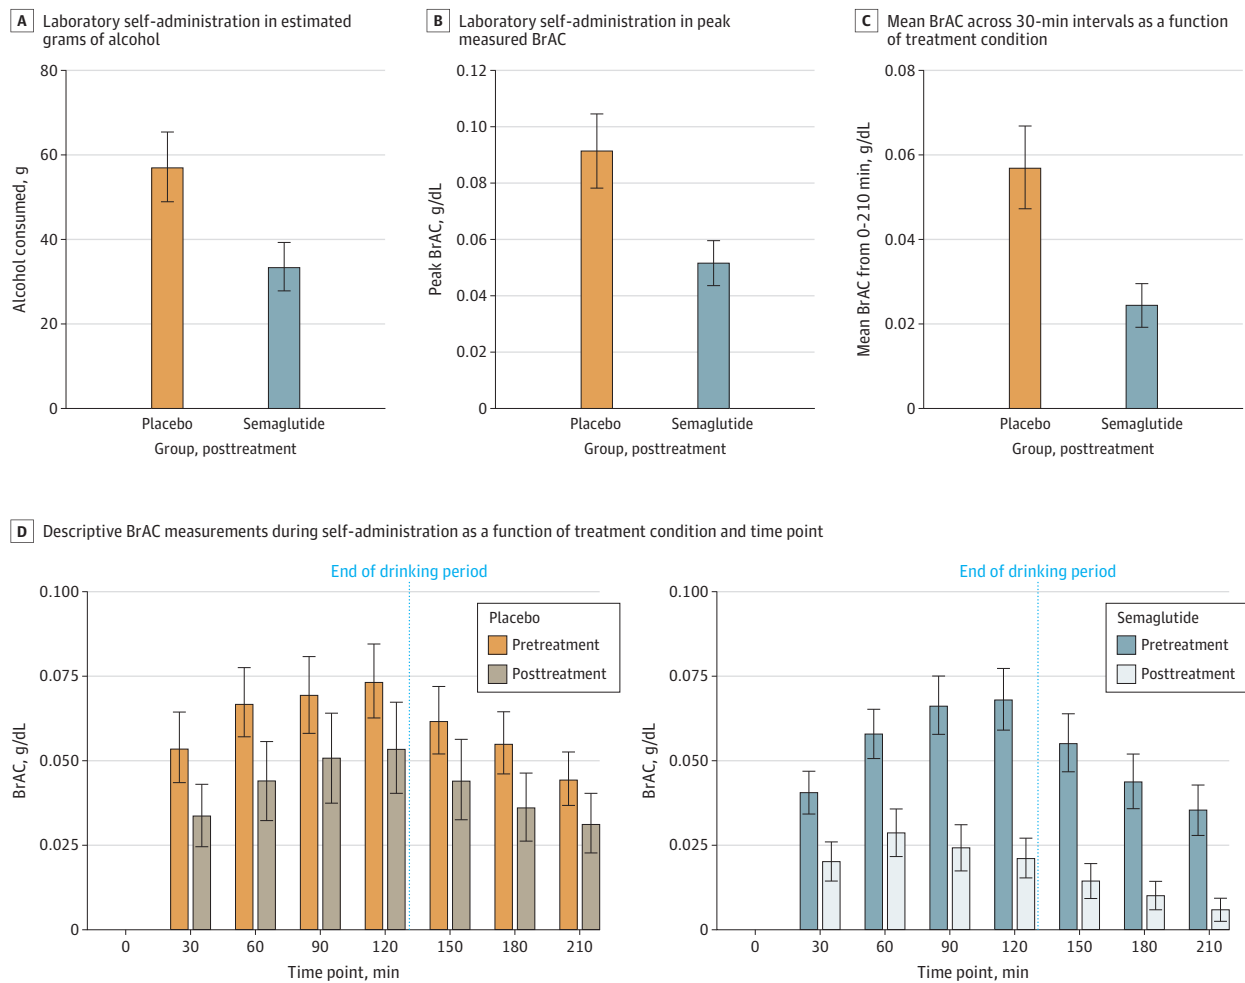 A Laboratory self-administration in estimated
grams of alcohol
80
60
40
20
0
Alcohol consumed, g
Placebo Semaglutide
Group, posttreatment
B Laboratory self-administration in peak
measured BrAC
0.12
0.10
0.08
0.06
0.04
0.02
0
Peak BrAC, g/dL
Placebo Semaglutide
Group, posttreatment
C Mean BrAC across 30-min intervals as a function
of treatment condition
0.08
0.06
0.04
0.02
0
Mean BrAC from 0-210 min, g/dL
Placebo Semaglutide
Group, posttreatment
D Descriptive BrAC measurements during self-administration as a function of treatment condition and time point
End of drinking period
0.100
0.075
0.050
0.025
0
BrAC, g/dL
Placebo
Pretreatment
Posttreatment
0 30 60 90 120 150 180 210
Time point, min
End of drinking period
0.100
0.075
0.050
0.025
0
BrAC, g/dL
Semaglutide
Pretreatment
Posttreatment
0 30 60 90 120 150 180 210
Time point, min